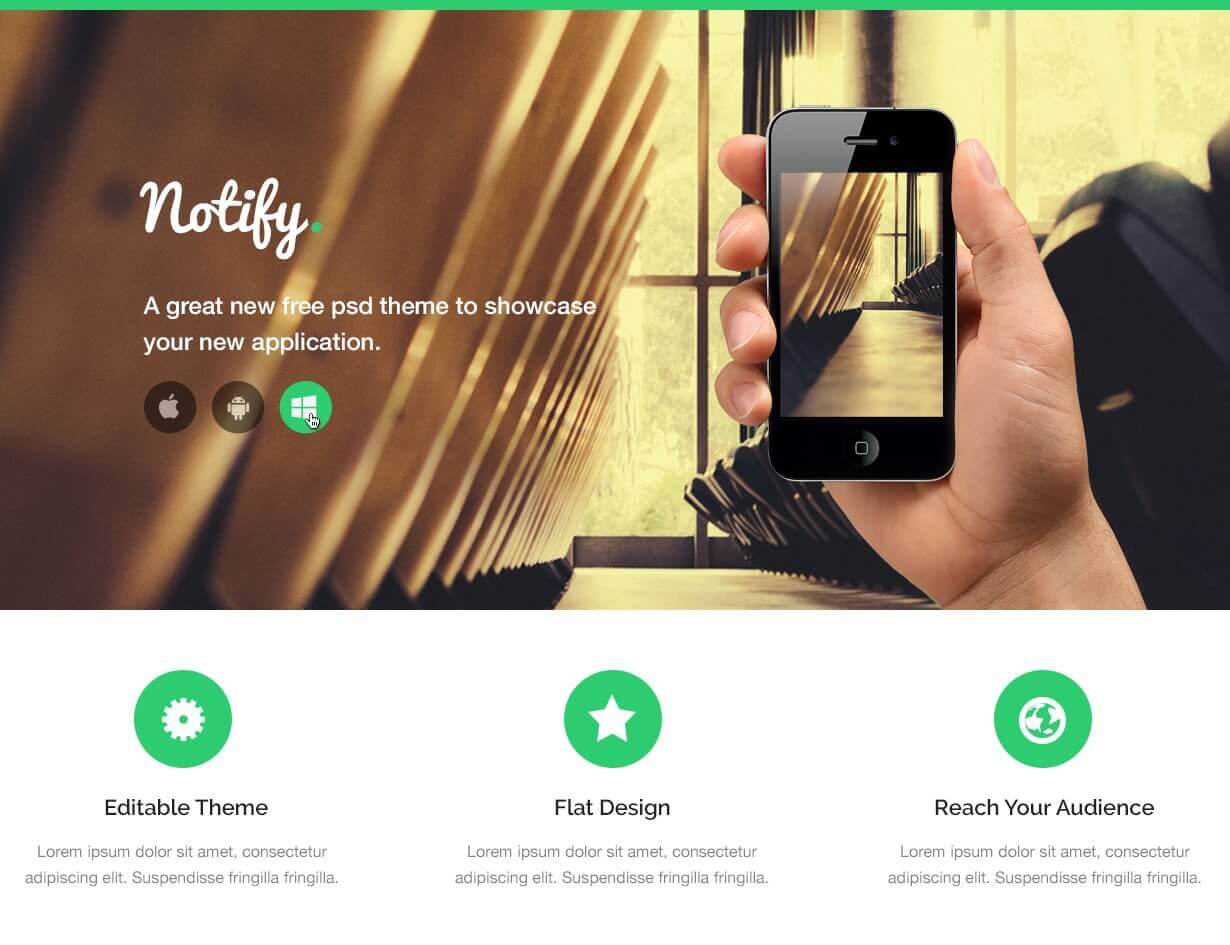 Notify.
A great new free psd theme to showcase
your new application.
Editable Theme
Lorem ipsum dolor sit amet, consectetur
adipiscing elit. Suspendisse fringilla fringilla.
Flat Design
Lorem ipsum dolor sit amet, consectetur
adipiscing elit. Suspendisse fringilla fringilla.
Reach Your Audience
Lorem ipsum dolor sit amet, consectetur
adipiscing elit. Suspendisse fringilla fringilla.